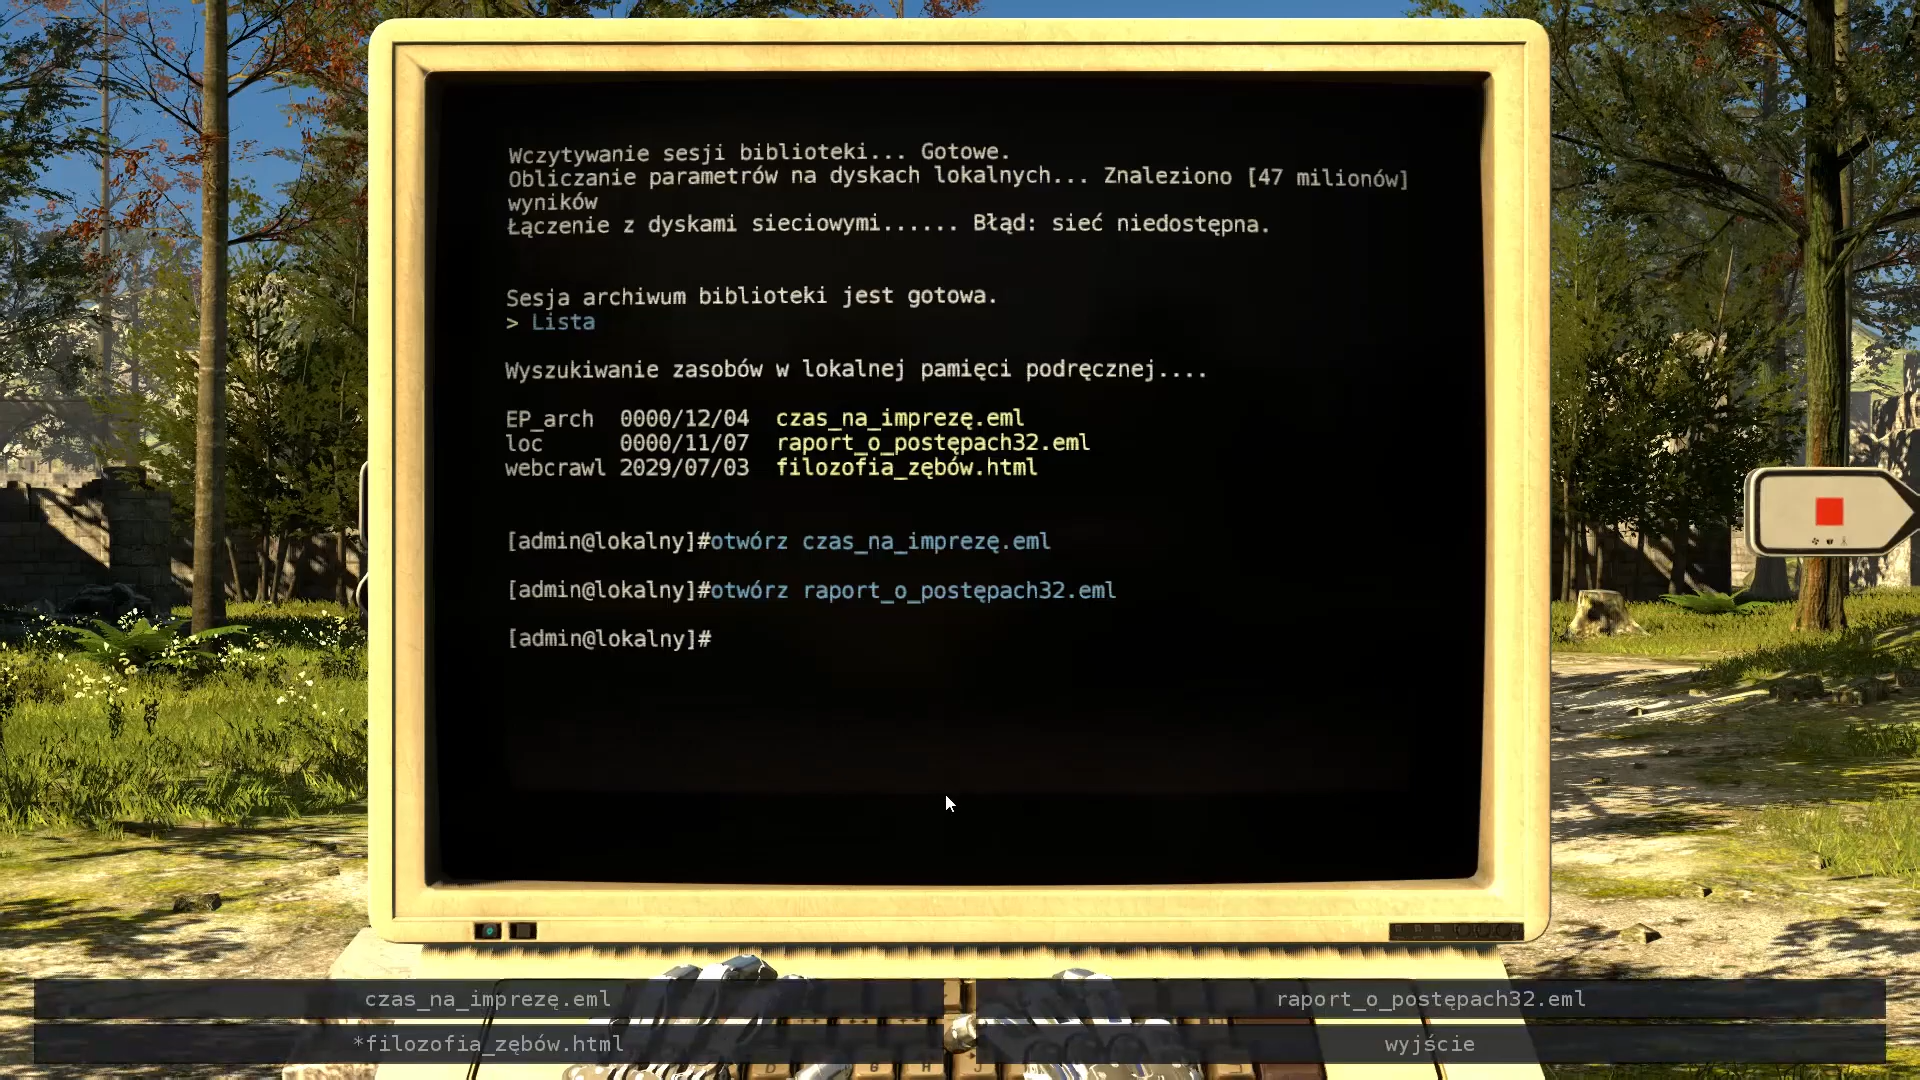 Wczytywanie sesji biblioteki... Gotowe.
Obliczanie parametrów na dyskach lokalnych... Znaleziono [47 milionów]
wyników
Łączenie z dyskami sieciowymi...... Błąd: sieć niedostępna.
Sesja archiwum biblioteki jest gotowa.
> Lista
Wyszukiwanie zasobów w lokalnej pamięci podręcznej....
EP_arch 0000/12/04 czas_na_imprezę.eml
loc 0000/11/07 raport_o_postępach32.eml
webcrawl 2029/07/03 filozofia_zębów.html
[admin@lokalny]#otwórz czas_na_imprezę.eml
[admin@lokalny]#otwórz raport_o_postępach32.eml
[admin@lokalny]#
czas_na_imprezę.eml
raport_o_postępach32.eml
*filozofia_zębów.html
wyjście